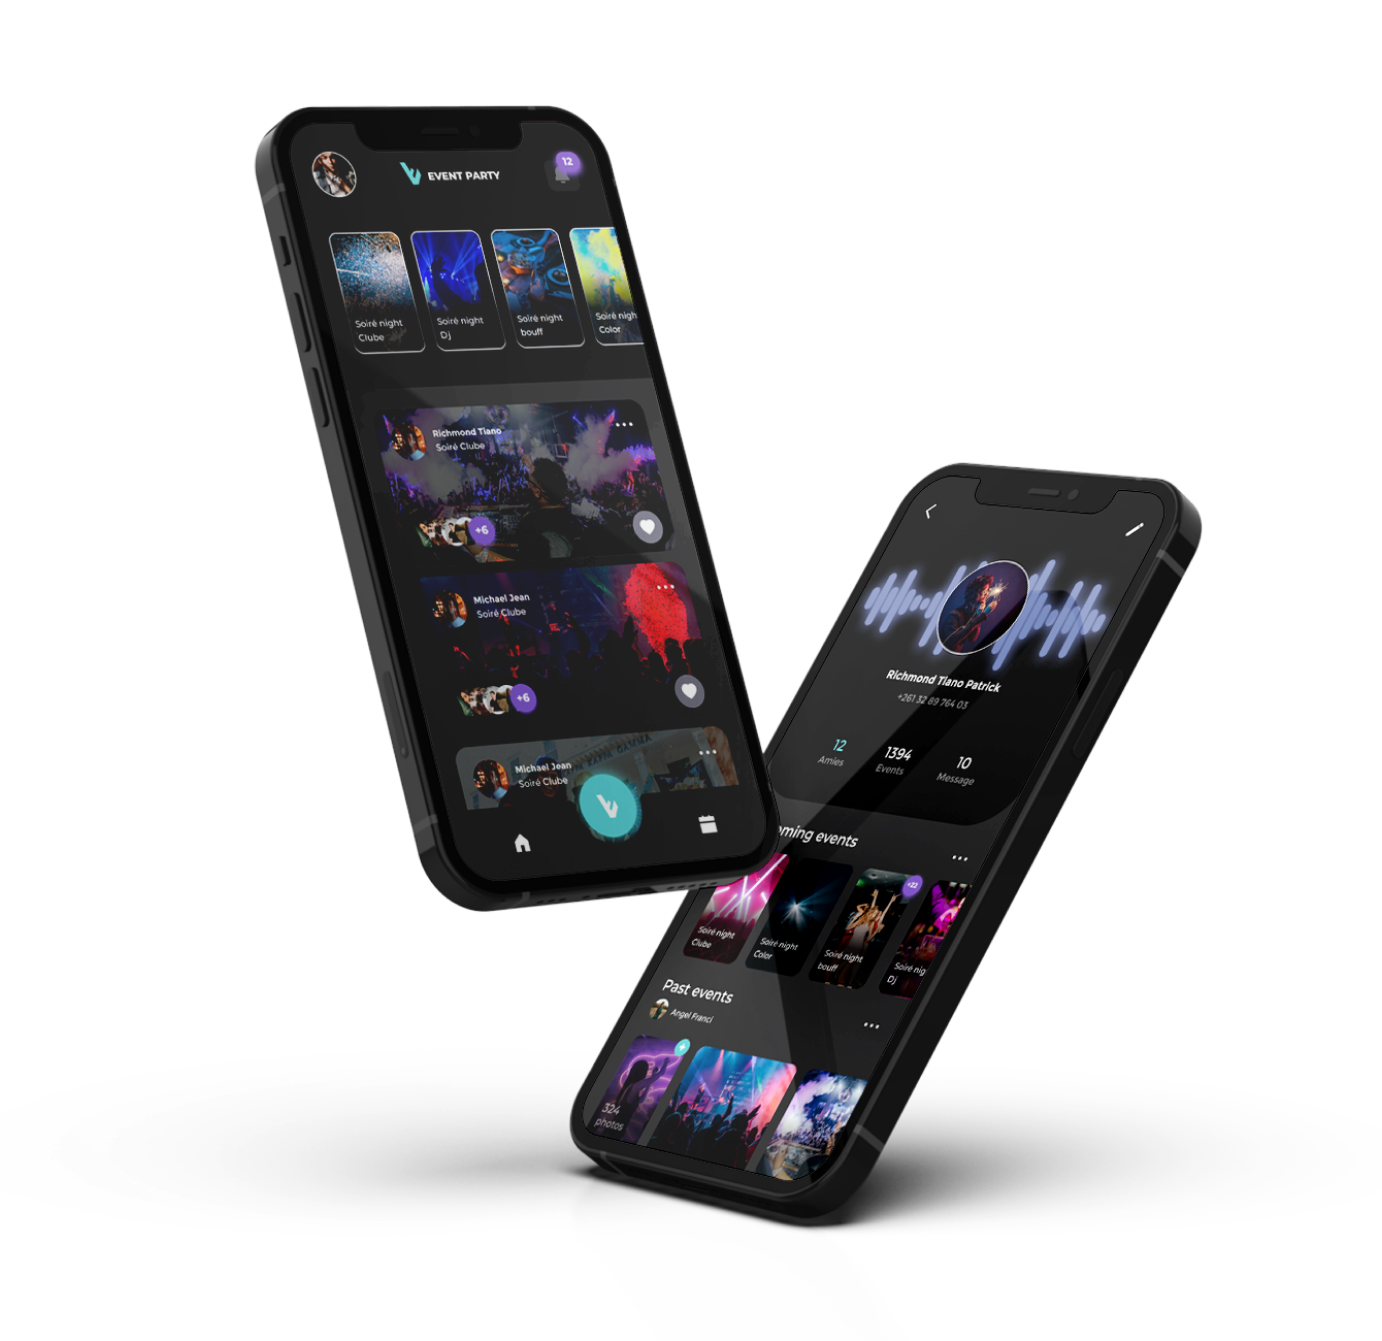 EVENT PARTY
12
Soiré night
Clube
Soiré night
Dj
Soiré night
bouff
Soiré nigh
Color
Richmond Tiano
Soiré Clube
+6
Michael Jean
Soiré Clube
+6
Michael Jean
Soiré Clube
Richmond Tiano Patrick
+261 32 89 764 03
12
Amies
1394
Events
10
Message
oming events
+22
Soiré night
Clube
Soiré night
Color
Soiré night
bouff
Soiré nig
Dj
Past events
Angel Franci
324
photos